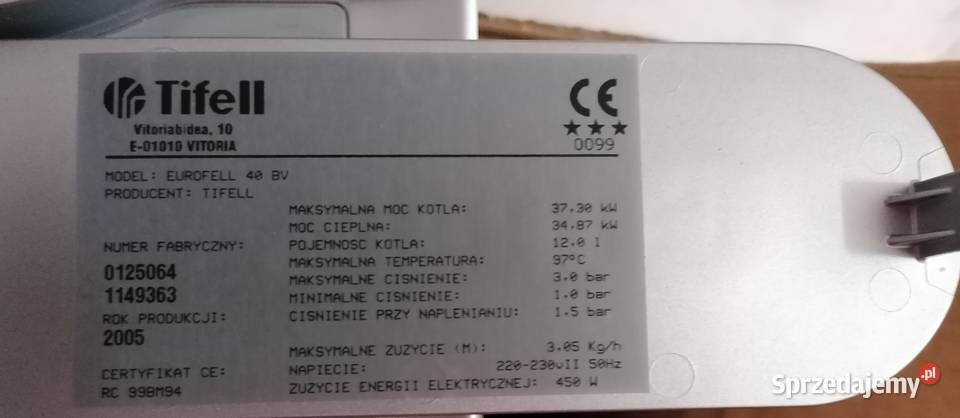 Tifell
Vitoriabidea, 10
E-01010 VITORIA
CE
0099
MODEL: EUROFELL 40 BV
PRODUCENT: TIFELL
MAKSYMALNA MOC KOTLA: 37.30 kW
MOC CIEPLNA: 34.87 kW
NUMER FABRYCZNY: POJEMNOSC KOTLA: 12.0 l
MAKSYMALNA TEMPERATURA: 97°C
0125064 MAKSYMALNE CISNIENIE: 3.0 bar
1149363 MINIMALNE CISNIENIE: 1.0 bar
ROK PRODUKCJI: CISNIENIE PRZY NAPLENIANIU: 1.5 bar
2005
MAKSYMALNE ZUZYCIE (M): 3.05 Kg/h
CERTYFIKAT CE: NAPIECIE: 220-230vII 50Hz
RC 99BM94 ZUZYCIE ENERGII ELEKTRYCZNEJ: 450 W
Sprzedajemy.pl